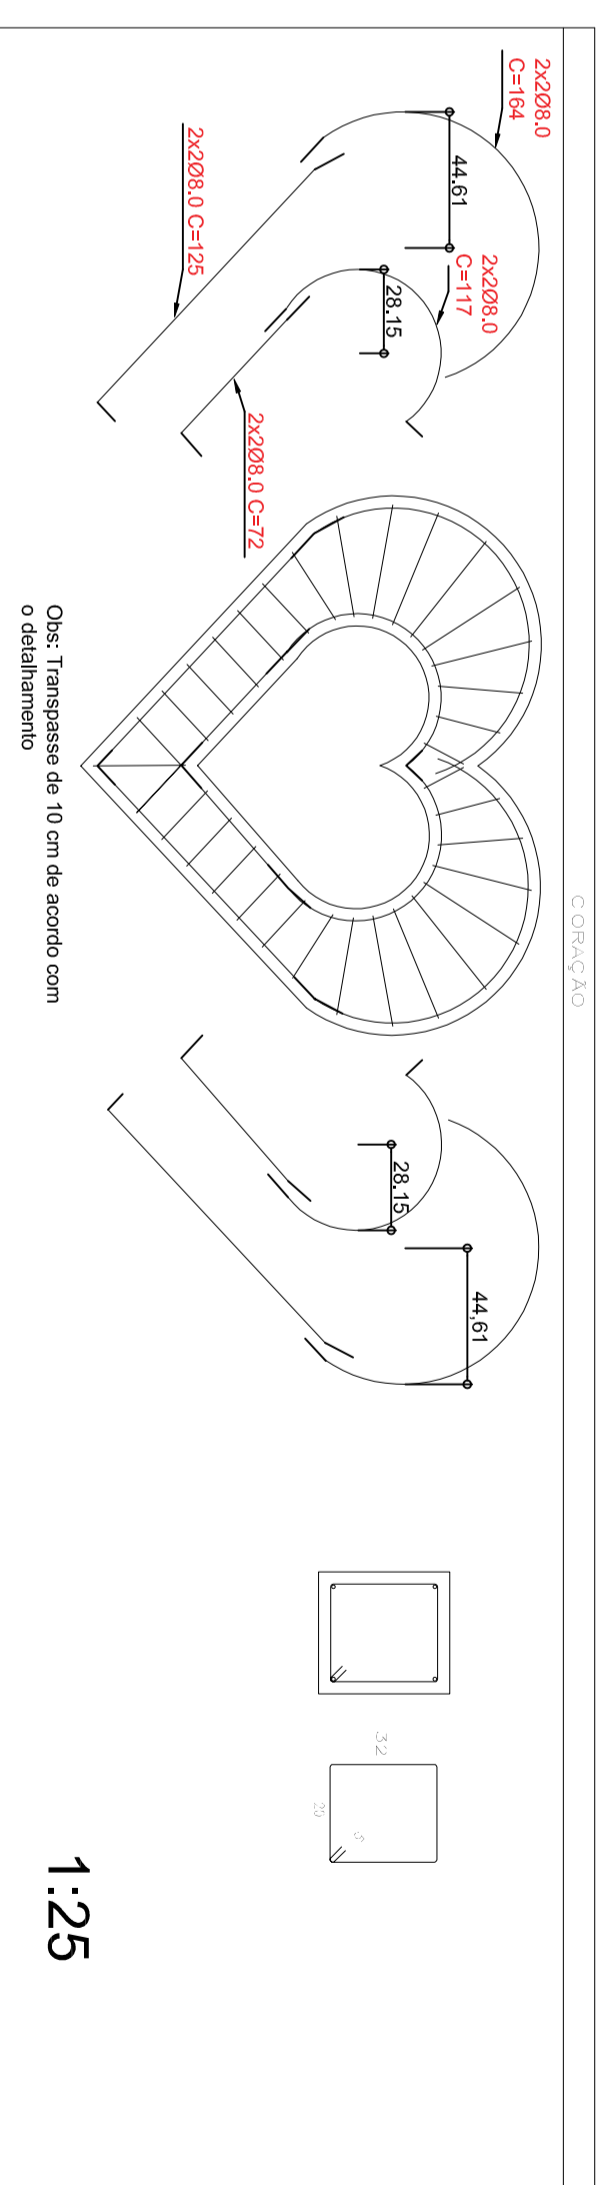 CORAÇÃO
2x2Ø8.0
C=164
44.61
2x2Ø8.0
C=117
28.15
2x2Ø8.0 C=125
2x2Ø8.0 C=72
28.15
44,61
32
20
5
Obs: Transpasse de 10 cm de acordo com
o detalhamento
1:25